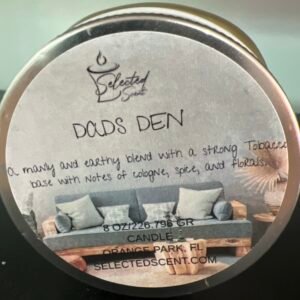 Selected
Scent
DADS DEN
a manly and earthy blend with a strong Tobacco
base with notes of cologne, spice, and florals.
8 OZ/226.796 GR
CANDLE
ORANGE PARK, FL
SELECTEDSCENT.COM